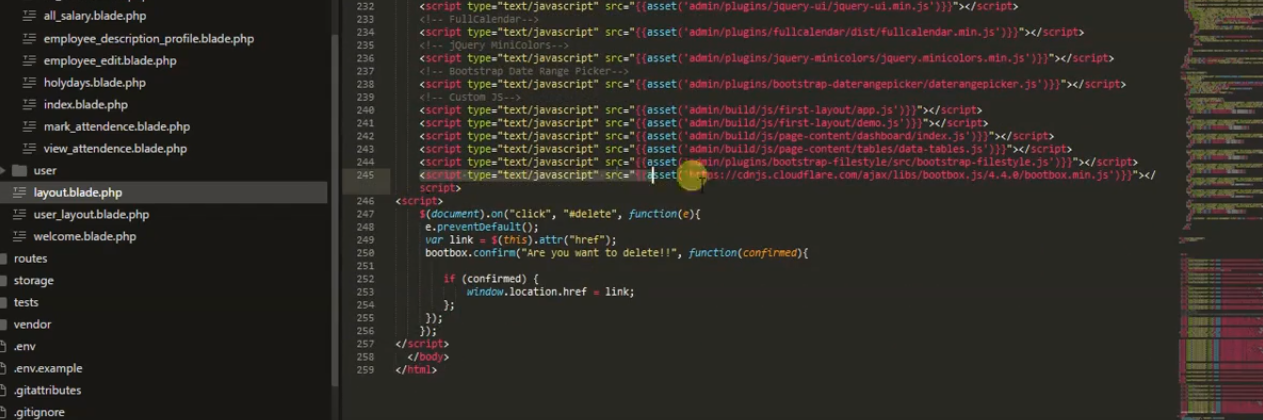 all_salary.blade.php
employee_description_profile.blade.php
employee_edit.blade.php
holydays.blade.php
index.blade.php
mark_attendence.blade.php
view_attendence.blade.php
user
layout.blade.php
user_layout.blade.php
welcome.blade.php
routes
storage
tests
vendor
.env
.env.example
.gitattributes
.gitignore
232 <script type="text/javascript" src="{{asset('admin/plugins/jquery-ui/jquery-ui.min.js')}}"></script>
233 <!-- FullCalendar-->
234 <script type="text/javascript" src="{{asset('admin/plugins/fullcalendar/dist/fullcalendar.min.js')}}"></script>
235 <!-- jQuery MiniColors-->
236 <script type="text/javascript" src="{{asset('admin/plugins/jquery-minicolors/jquery.minicolors.min.js')}}"></script>
237 <!-- Bootstrap Date Range Picker-->
238 <script type="text/javascript" src="{{asset('admin/plugins/bootstrap-daterangepicker/daterangepicker.js')}}"></script>
239 <!-- Custom JS-->
240 <script type="text/javascript" src="{{asset('admin/build/js/first-layout/app.js')}}"></script>
241 <script type="text/javascript" src="{{asset('admin/build/js/first-layout/demo.js')}}"></script>
242 <script type="text/javascript" src="{{asset('admin/build/js/page-content/dashboard/index.js')}}"></script>
243 <script type="text/javascript" src="{{asset('admin/build/js/page-content/tables/data-tables.js')}}"></script>
244 <script type="text/javascript" src="{{asset('admin/plugins/bootstrap-filestyle/src/bootstrap-filestyle.js')}}"></script>
245 <script type="text/javascript" src="{{asset('https://cdnjs.cloudflare.com/ajax/libs/bootbox.js/4.4.0/bootbox.min.js')}}"></
script>
246 <script>
247 $(document).on("click", "#delete", function(e){
248 e.preventDefault();
249 var link = $(this).attr("href");
250 bootbox.confirm("Are you want to delete!!", function(confirmed){
251
252 if (confirmed) {
253 window.location.href = link;
254 };
255 });
256 });
257 </script>
258 </body>
259 </html>